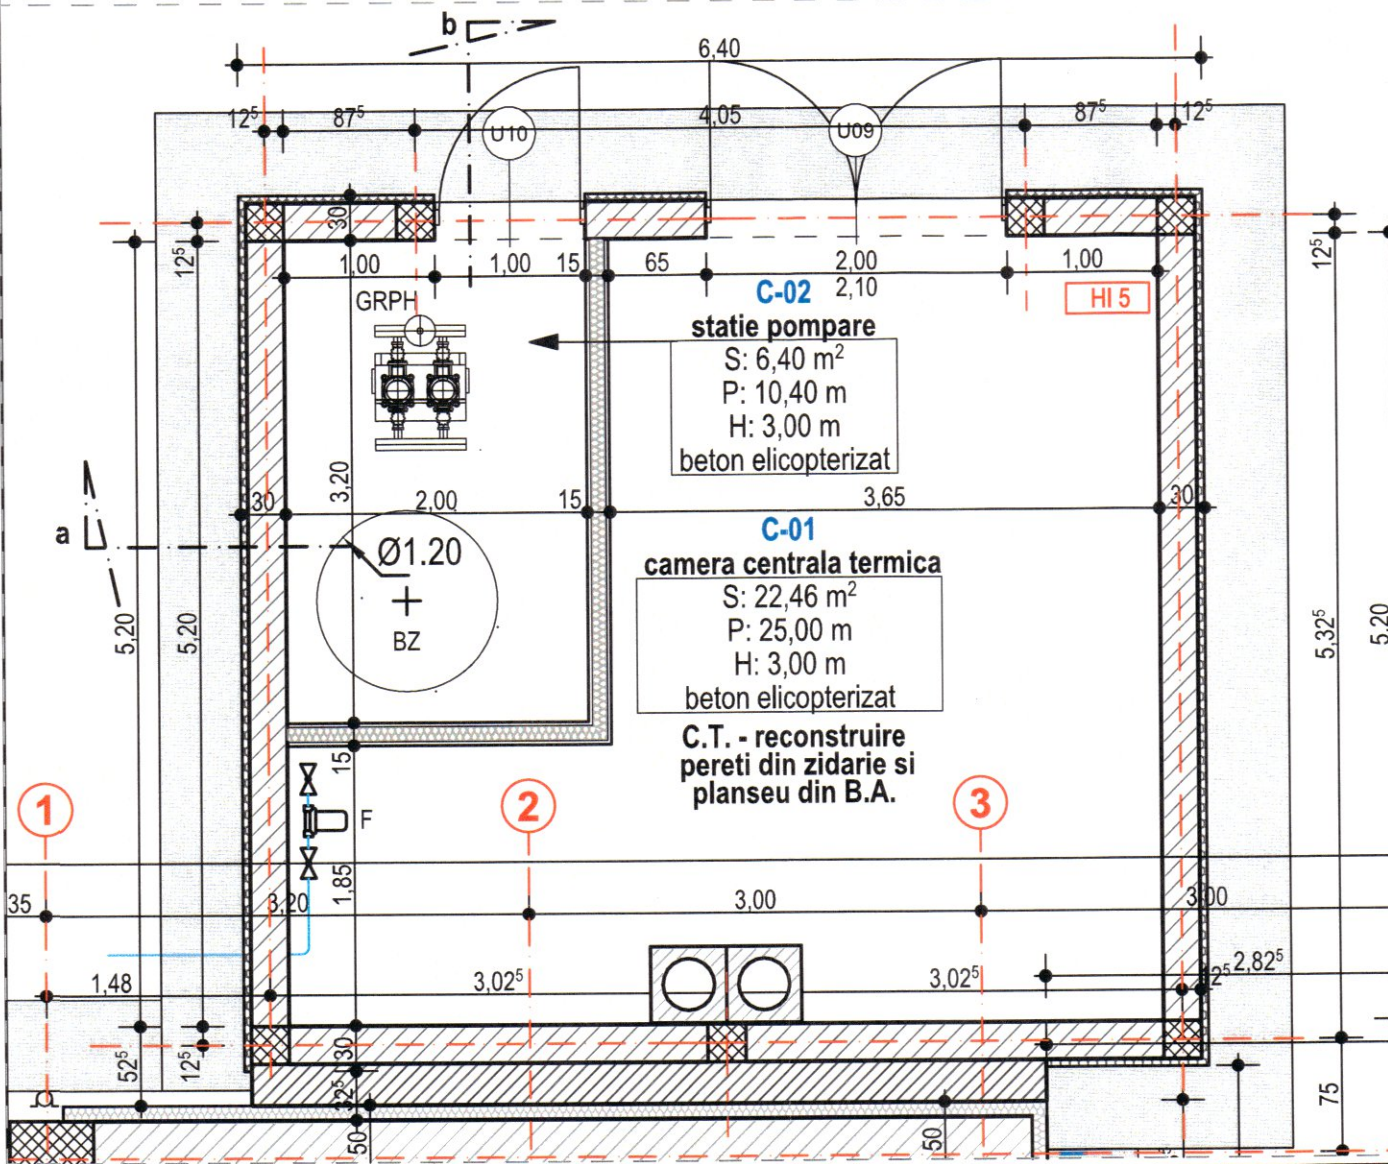 b
6,40
12⁵ 87⁵ 4,05 87⁵ 12⁵
U10 U09
30
12⁵ 12⁵
1,00 1,00 15 65 2,00 1,00
2,10
GRPH C-02 HI 5
statie pompare
S: 6,40 m²
P: 10,40 m
H: 3,00 m
beton elicopterizat
3,20
30 2,00 15 3,65 30
a
C-01
Ø1.20
camera centrala termica
S: 22,46 m²
P: 25,00 m
H: 3,00 m
beton elicopterizat
BZ
5,20 5,20 5,32⁵ 5,20
C.T. - reconstruire
pereti din zidarie si
planseu din B.A.
15
1 2 3
F
1,85
35 3,20 3,00 3,00
1,48 3,02⁵ 3,02⁵ 2,82⁵
52⁵ 12⁵ 30 75
32⁵
50 50